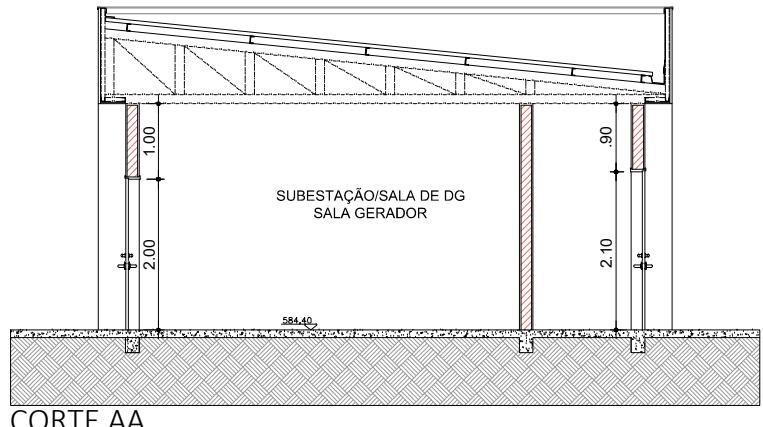 1.00
.90
SUBESTAÇÃO/SALA DE DG
SALA GERADOR
2.00
2.10
584.40
CORTE AA